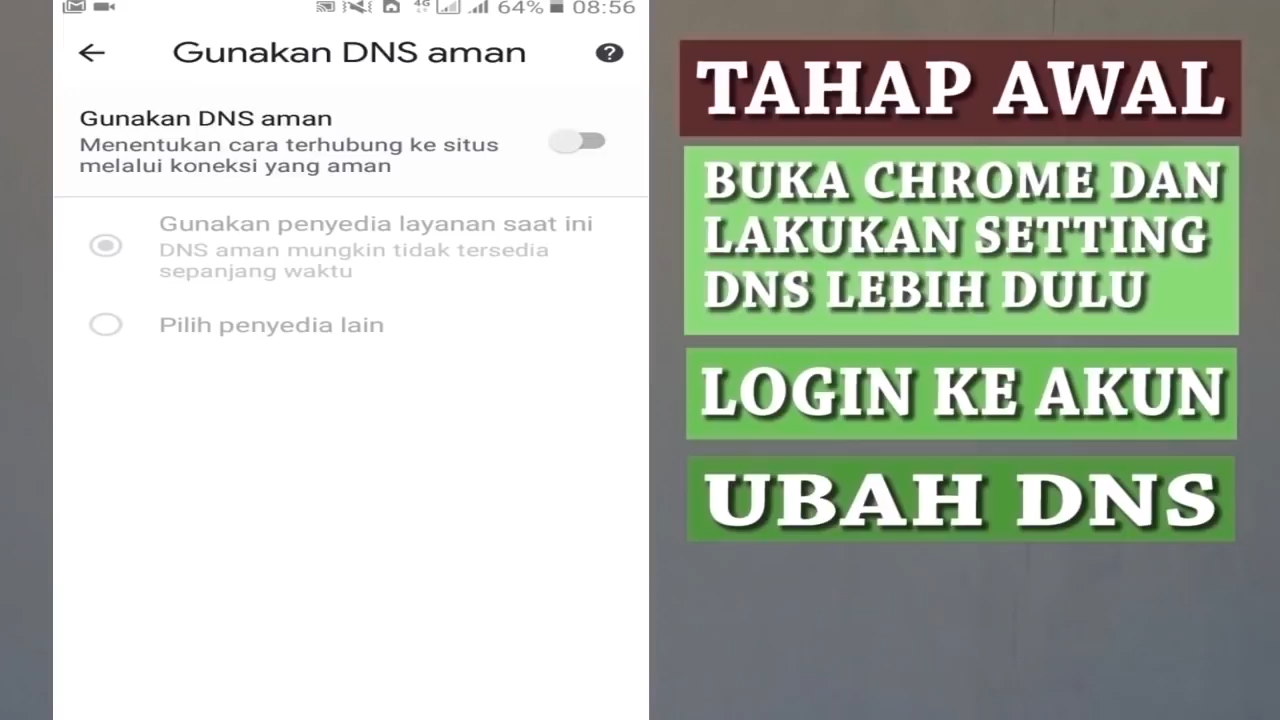 4G 64% 08:56
Gunakan DNS aman
Gunakan DNS aman
Menentukan cara terhubung ke situs
melalui koneksi yang aman
Gunakan penyedia layanan saat ini
DNS aman mungkin tidak tersedia
sepanjang waktu
Pilih penyedia lain
TAHAP AWAL
BUKA CHROME DAN
LAKUKAN SETTING
DNS LEBIH DULU
LOGIN KE AKUN
UBAH DNS